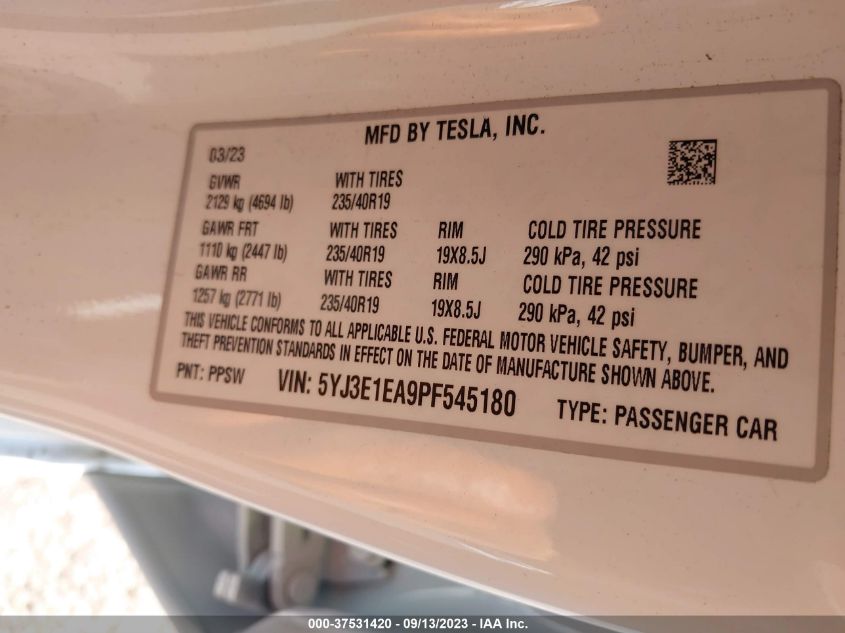 MFD BY TESLA, INC.
03/23
GVWR WITH TIRES
2129 kg (4694 lb) 235/40R19
GAWR FRT WITH TIRES RIM COLD TIRE PRESSURE
1110 kg (2447 lb) 235/40R19 19X8.5J 290 kPa, 42 psi
GAWR RR WITH TIRES RIM COLD TIRE PRESSURE
1257 kg (2771 lb) 235/40R19 19X8.5J 290 kPa, 42 psi
THIS VEHICLE CONFORMS TO ALL APPLICABLE U.S. FEDERAL MOTOR VEHICLE SAFETY, BUMPER, AND
THEFT PREVENTION STANDARDS IN EFFECT ON THE DATE OF MANUFACTURE SHOWN ABOVE.
PNT: PPSW VIN: 5YJ3E1EA9PF545180 TYPE: PASSENGER CAR
000-37531420 - 09/13/2023 - IAA Inc.